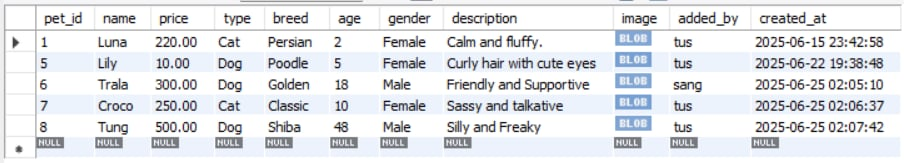 pet_id name price type breed age gender description image added_by created_at
1 Luna 220.00 Cat Persian 2 Female Calm and fluffy. BLOB tus 2025-06-15 23:42:58
5 Lily 10.00 Dog Poodle 5 Female Curly hair with cute eyes BLOB tus 2025-06-22 19:38:48
6 Trala 300.00 Dog Golden 18 Male Friendly and Supportive BLOB sang 2025-06-25 02:05:10
7 Croco 250.00 Cat Classic 10 Female Sassy and talkative BLOB tus 2025-06-25 02:06:37
8 Tung 500.00 Dog Shiba 48 Male Silly and Freaky BLOB tus 2025-06-25 02:07:42
NULL NULL NULL NULL NULL NULL NULL NULL NULL NULL NULL